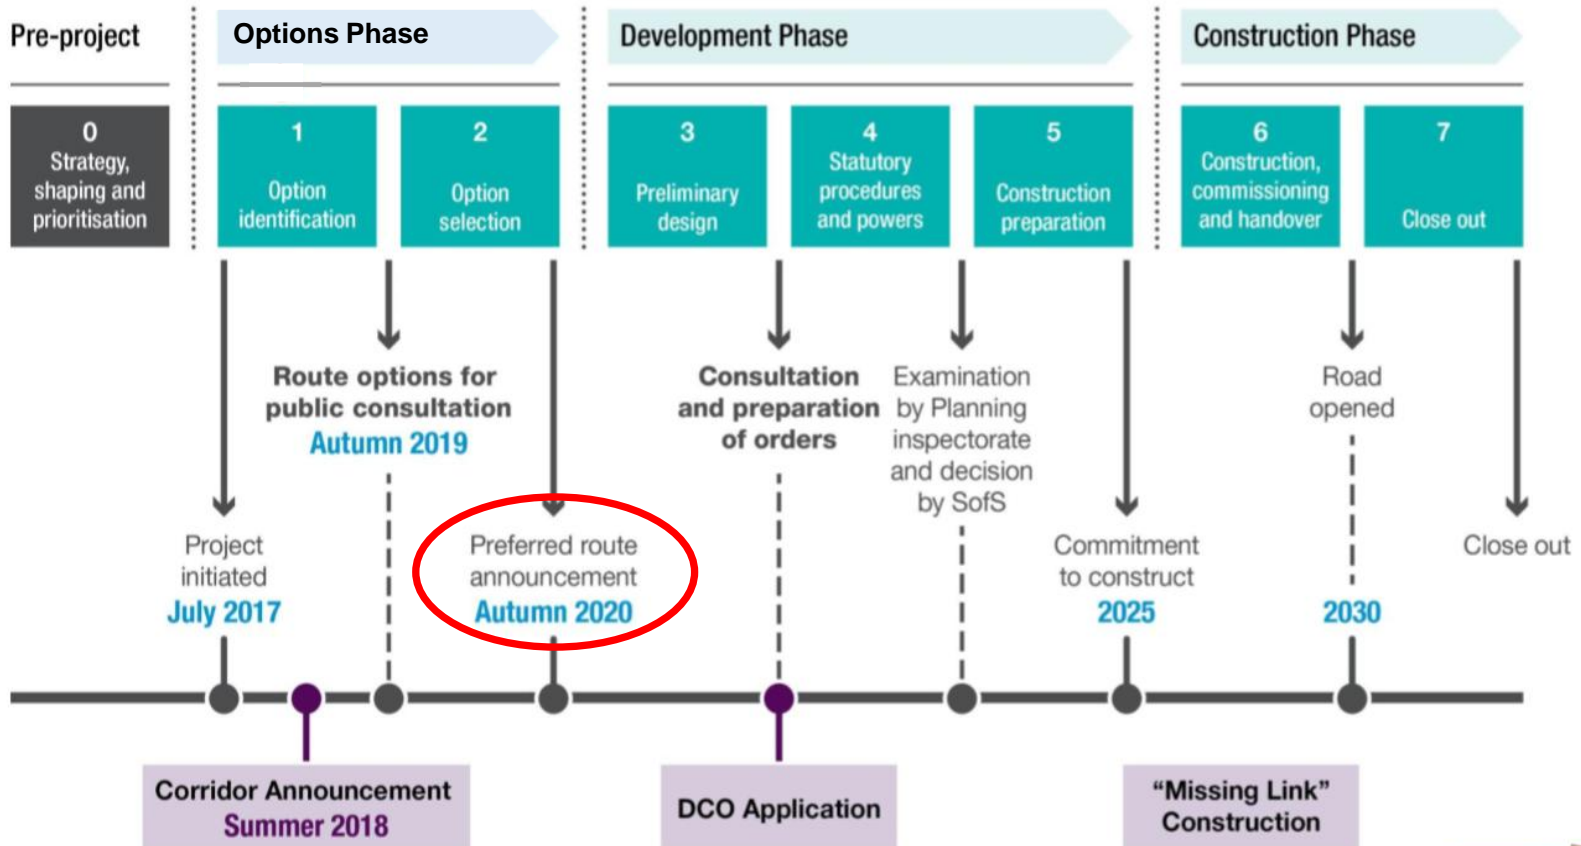 Pre-project
Options Phase
Development Phase
Construction Phase
0
Strategy,
shaping and
prioritisation
1
Option
identification
2
Option
selection
3
Preliminary
design
4
Statutory
procedures
and powers
5
Construction
preparation
6
Construction,
commissioning
and handover
7
Close out
Route options for
public consultation
Autumn 2019
Consultation
and preparation
of orders
Examination
by Planning
inspectorate
and decision
by SofS
Road
opened
Project
initiated
July 2017
Preferred route
announcement
Autumn 2020
Commitment
to construct
2025
2030
Close out
Corridor Announcement
Summer 2018
DCO Application
“Missing Link”
Construction